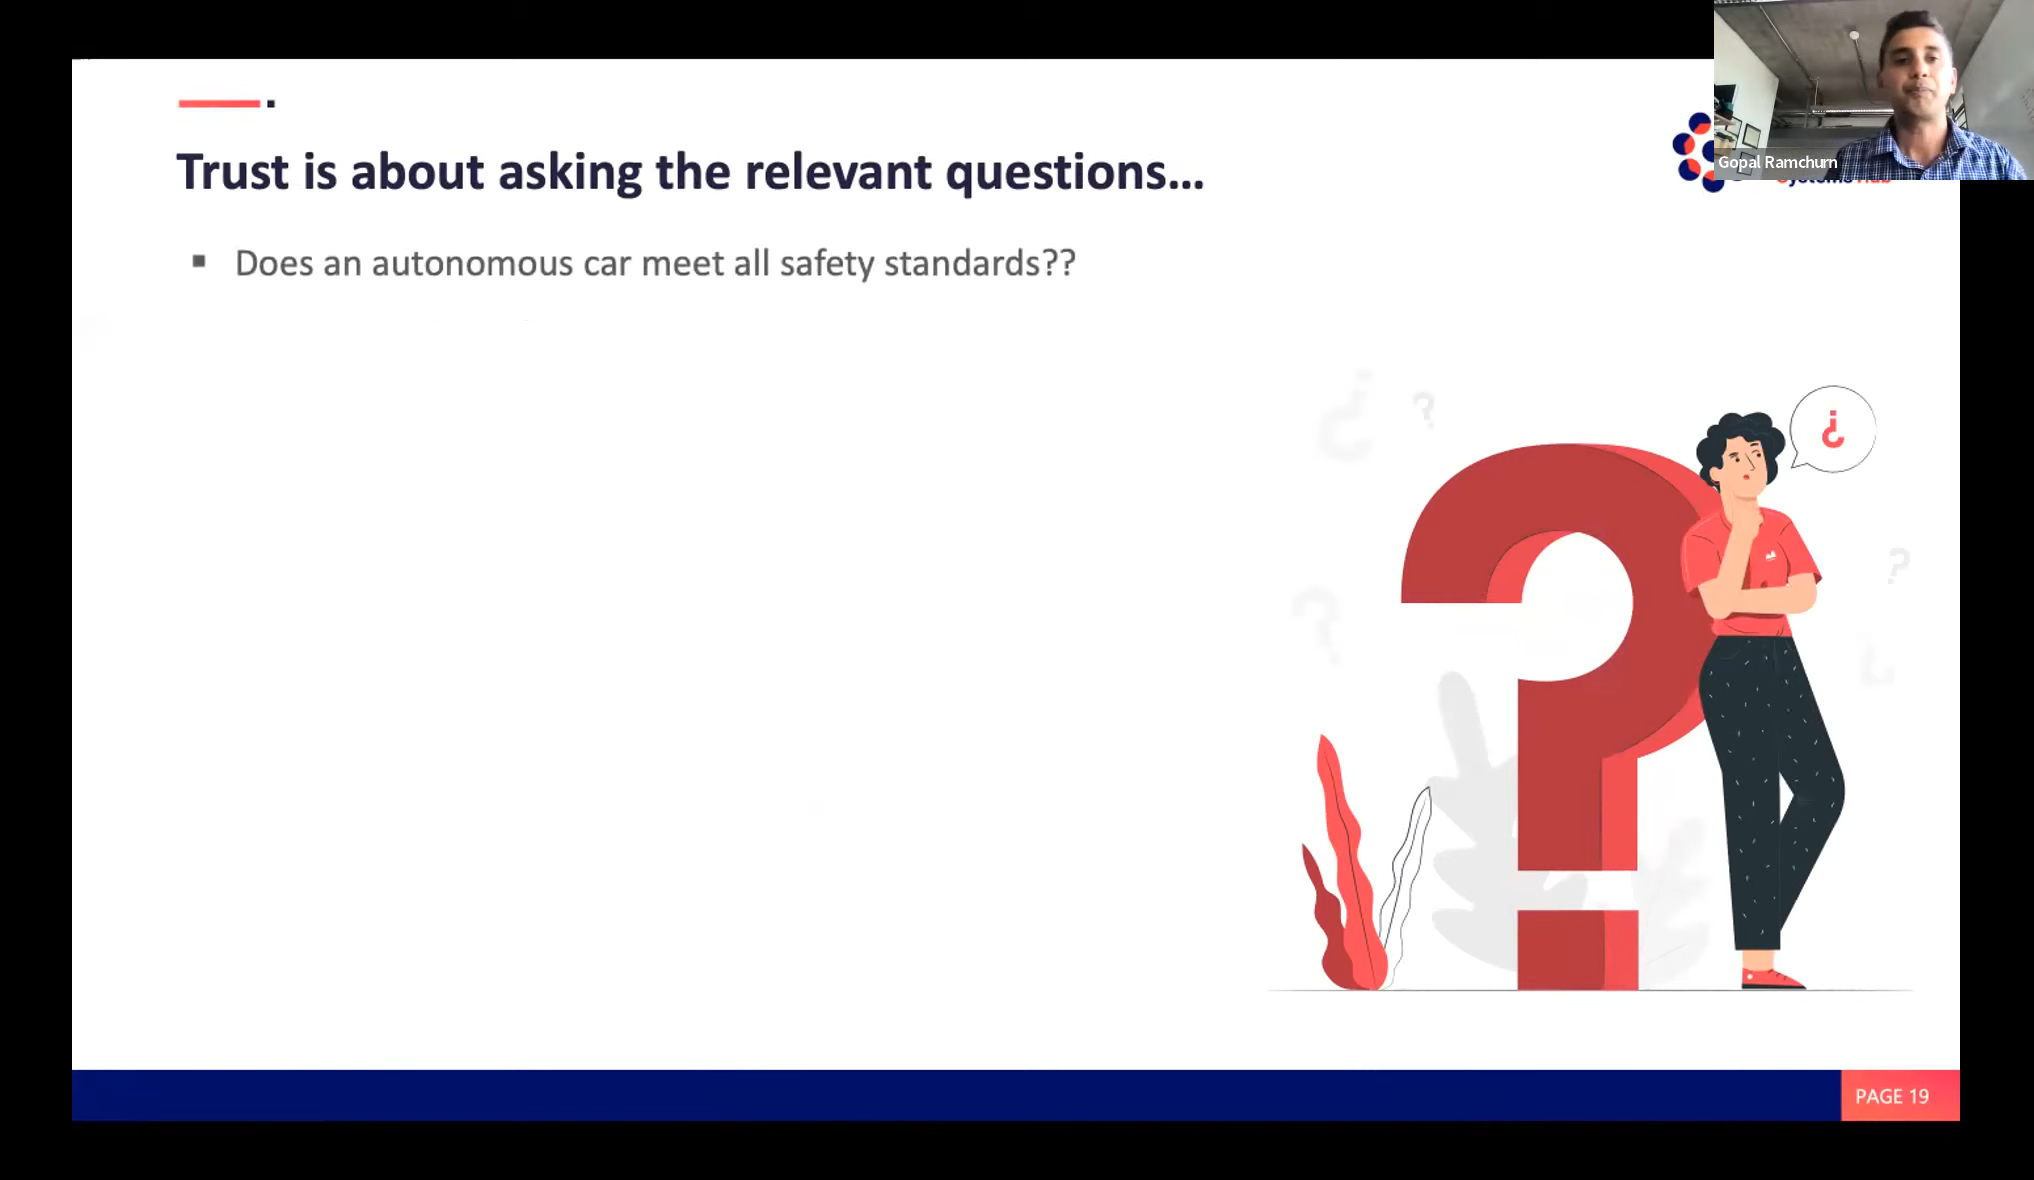 Trust is about asking the relevant questions...
Gopal Ramchurn
▪ Does an autonomous car meet all safety standards??
¿
PAGE 19